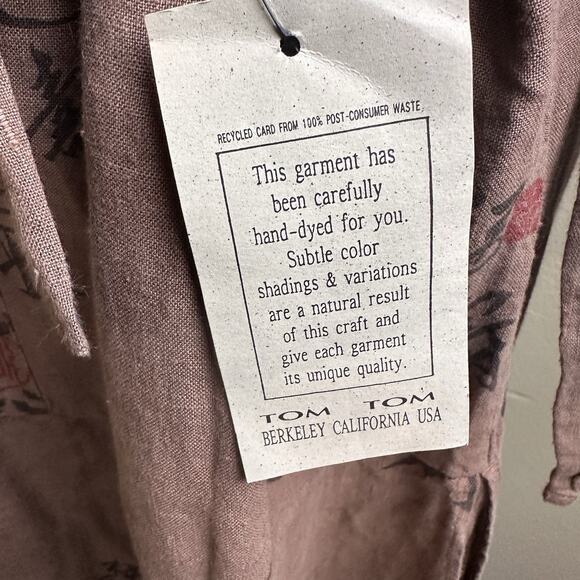 RECYCLED CARD FROM 100% POST-CONSUMER WASTE
This garment has
been carefully
hand-dyed for you.
Subtle color
shadings & variations
are a natural result
of this craft and
give each garment
its unique quality.
TOM TOM
BERKELEY CALIFORNIA USA